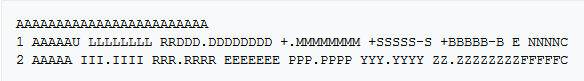 AAAAAAAAAAAAAAAAAAAAAAAA
1 AAAAAU LLLLLLLL RRDDD.DDDDDDDD +.MMMMMMMM +SSSSS-S +BBBBB-B E NNNNC
2 AAAAA III.IIII RRR.RRRR EEEEEEE PPP.PPPP YYY.YYYY ZZ.ZZZZZZZZFFFFFC